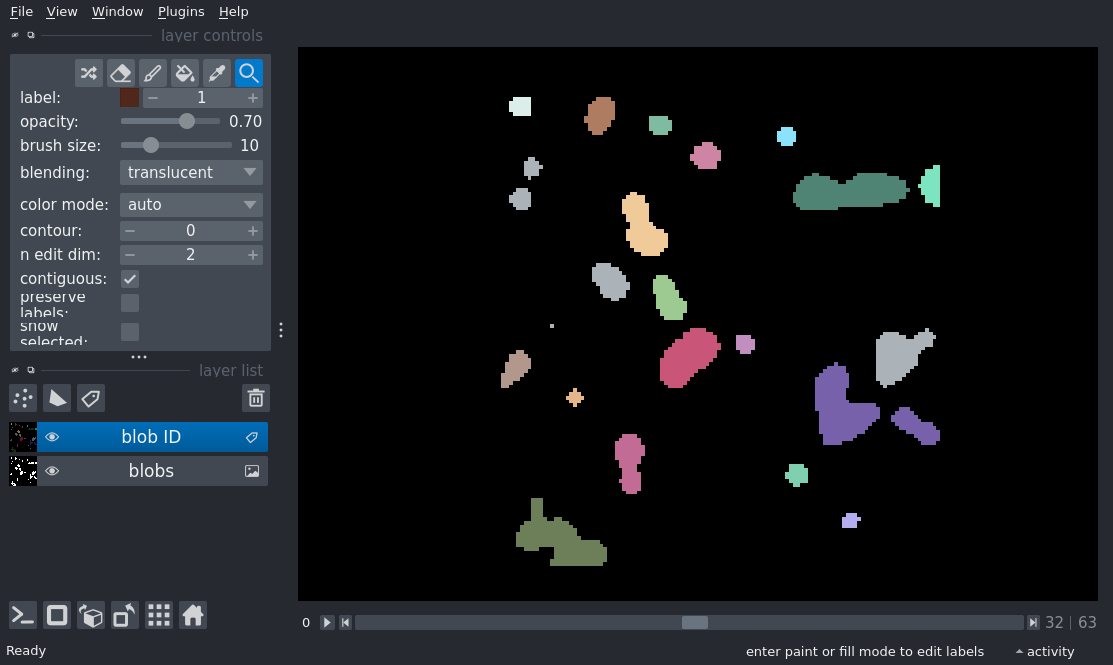 File View Window Plugins Help
layer controls
label: 1
opacity: 0.70
brush size: 10
blending: translucent
color mode: auto
contour: 0
n edit dim: 2
contiguous:
preserve
labels:
show
selected:
layer list
blob ID
blobs
0 32 | 63
Ready enter paint or fill mode to edit labels activity